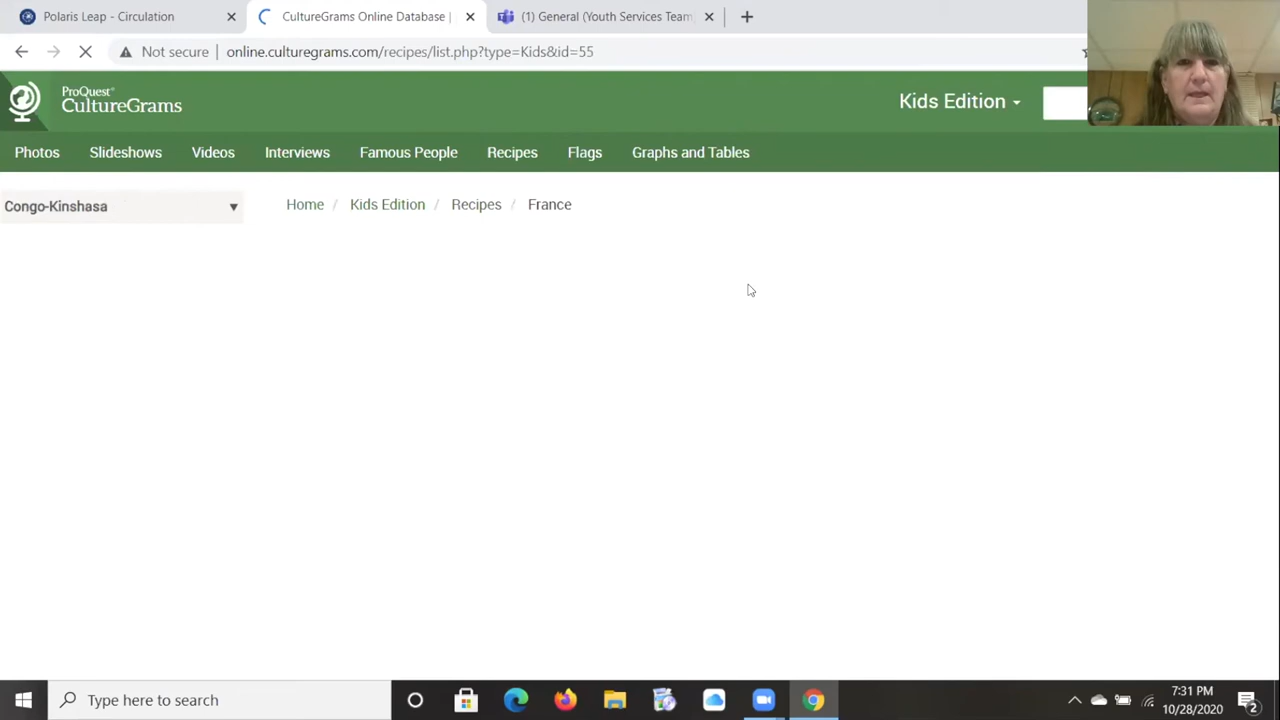 Polaris Leap - Circulation
CultureGrams Online Database |
(1) General (Youth Services Team
Not secure | online.culturegrams.com/recipes/list.php?type=Kids&id=55
ProQuest®
CultureGrams
Kids Edition
Photos Slideshows Videos Interviews Famous People Recipes Flags Graphs and Tables
Congo-Kinshasa
Home / Kids Edition / Recipes / France
Type here to search
7:31 PM
10/28/2020
2